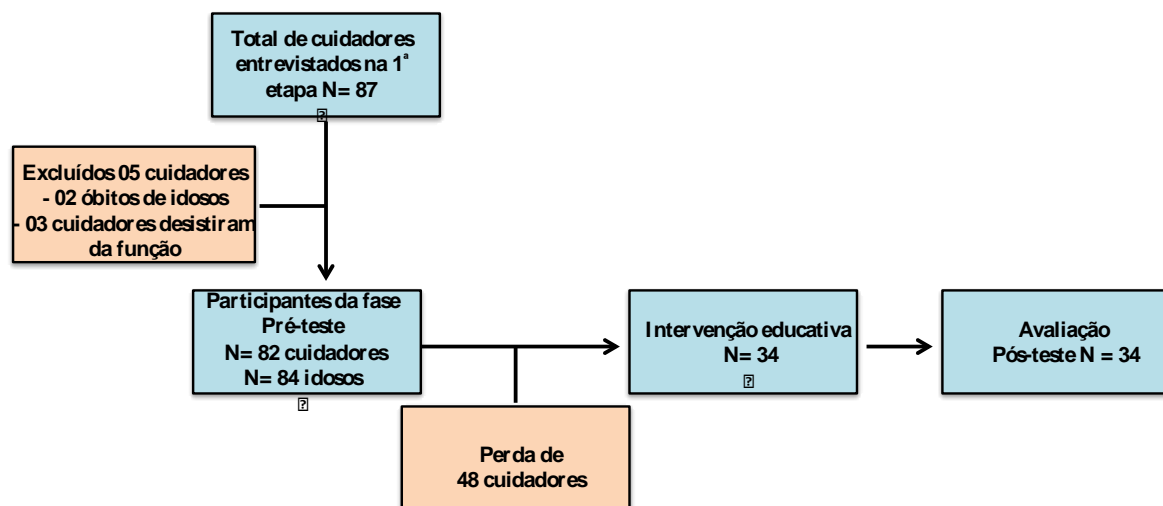 Total de cuidadores
entrevistados na 1ª
etapa N= 87
Excluídos 05 cuidadores
- 02 óbitos de idosos
- 03 cuidadores desistiram
da função
Participantes da fase
Pré-teste
N= 82 cuidadores
N= 84 idosos
Perda de
48 cuidadores
Intervenção educativa
N= 34
Avaliação
Pós-teste N = 34